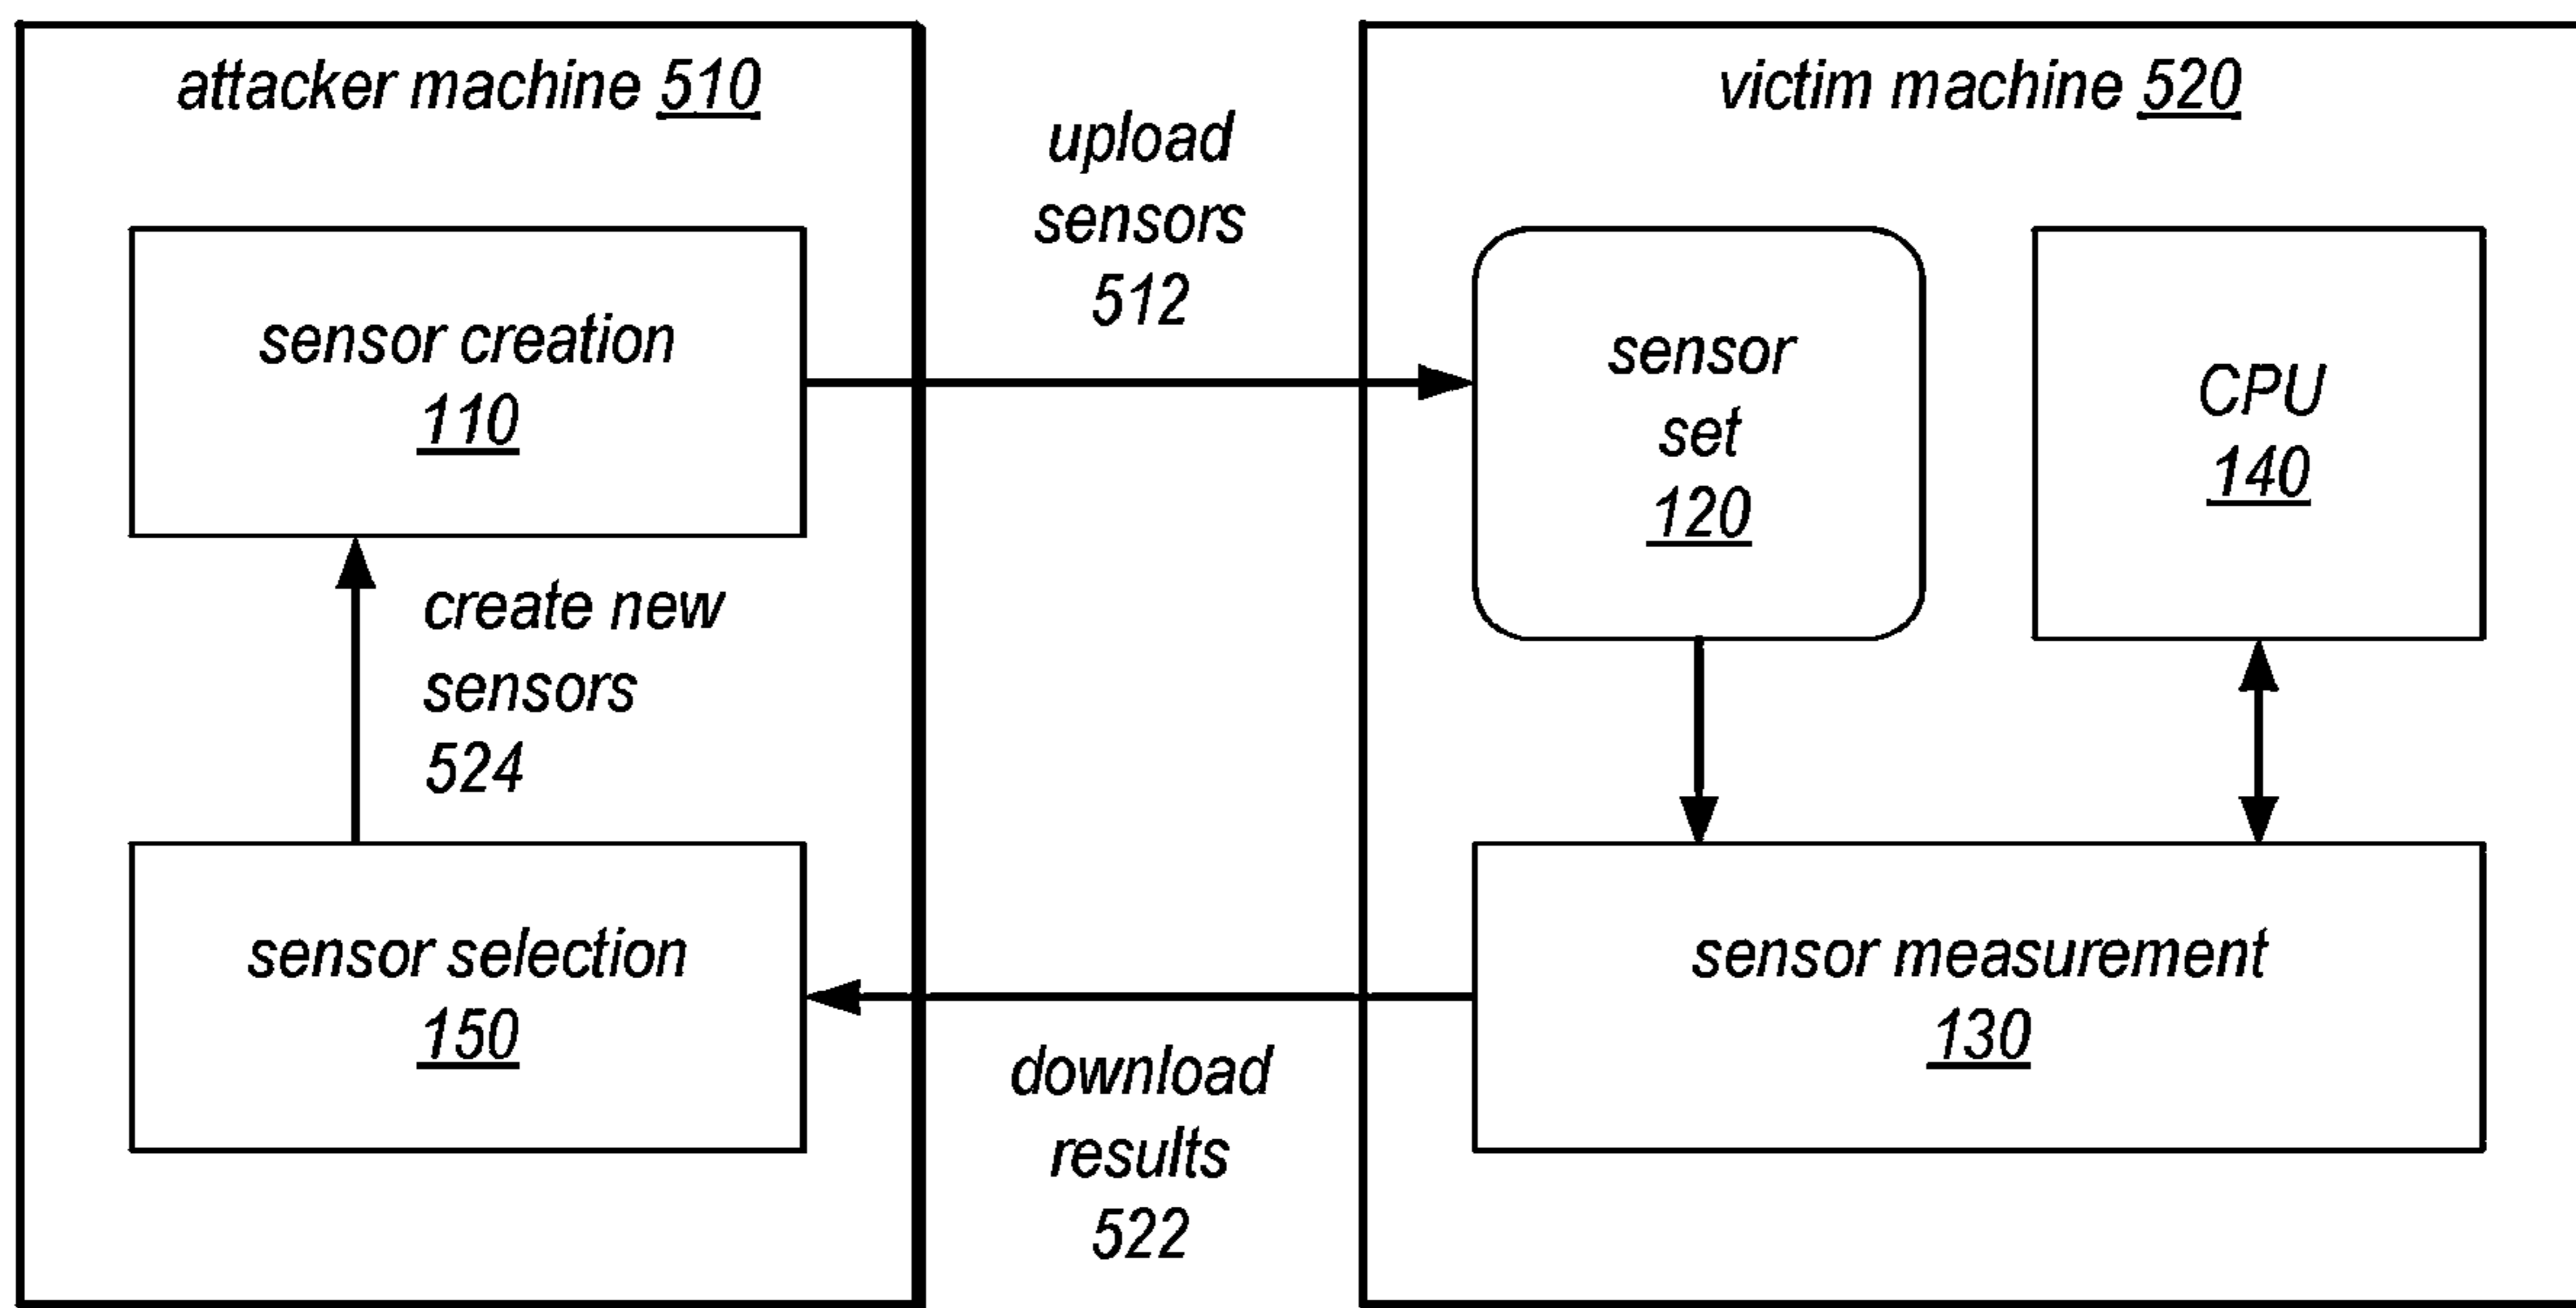 attacker machine 510
sensor creation
110
create new
sensors
524
sensor selection
150
upload
sensors
512
download
results
522
victim machine 520
sensor
set
120
CPU
140
sensor measurement
130